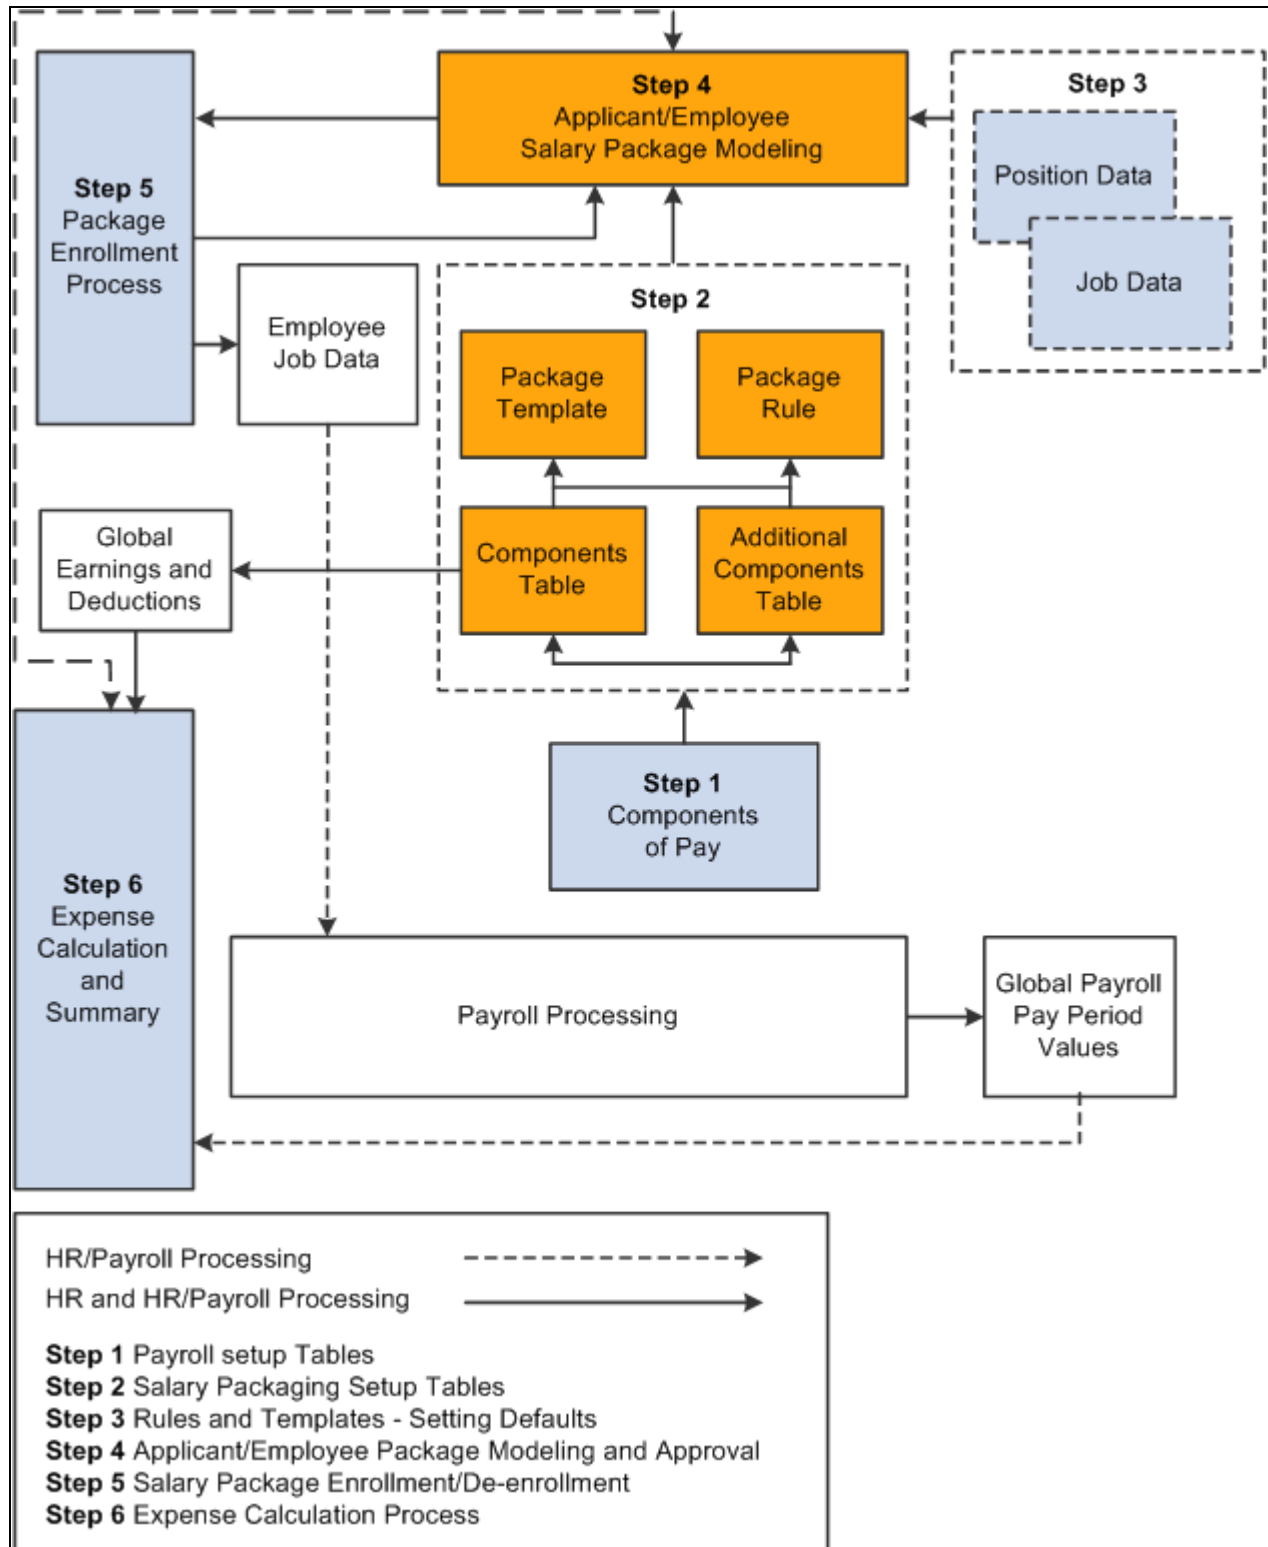 Step 4
Applicant/Employee
Salary Package Modeling
Step 3
Position Data
Job Data
Step 5
Package
Enrollment
Process
Step 2
Employee
Job Data
Package
Template
Package
Rule
Global
Earnings and
Deductions
Components
Table
Additional
Components
Table
Step 1
Components
of Pay
Step 6
Expense
Calculation
and
Summary
Payroll Processing
Global Payroll
Pay Period
Values
HR/Payroll Processing
HR and HR/Payroll Processing
Step 1 Payroll setup Tables
Step 2 Salary Packaging Setup Tables
Step 3 Rules and Templates - Setting Defaults
Step 4 Applicant/Employee Package Modeling and Approval
Step 5 Salary Package Enrollment/De-enrollment
Step 6 Expense Calculation Process